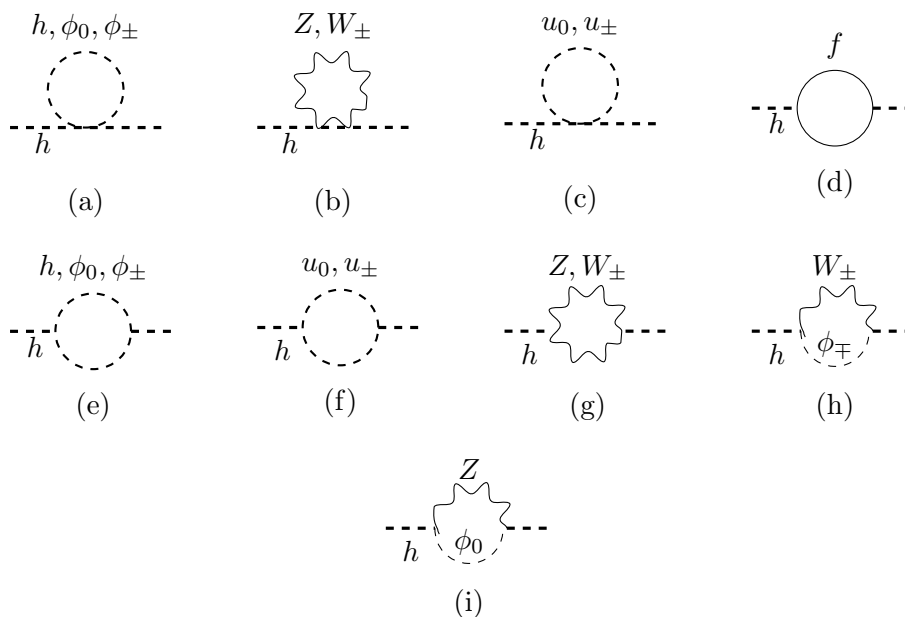 h, ϕ₀, ϕ±
h
(a)
Z, W±
h
(b)
u₀, u±
h
(c)
f
h
(d)
h, ϕ₀, ϕ±
h
(e)
u₀, u±
h
(f)
Z, W±
h
(g)
W±
ϕ∓
h
(h)
Z
ϕ₀
h
(i)